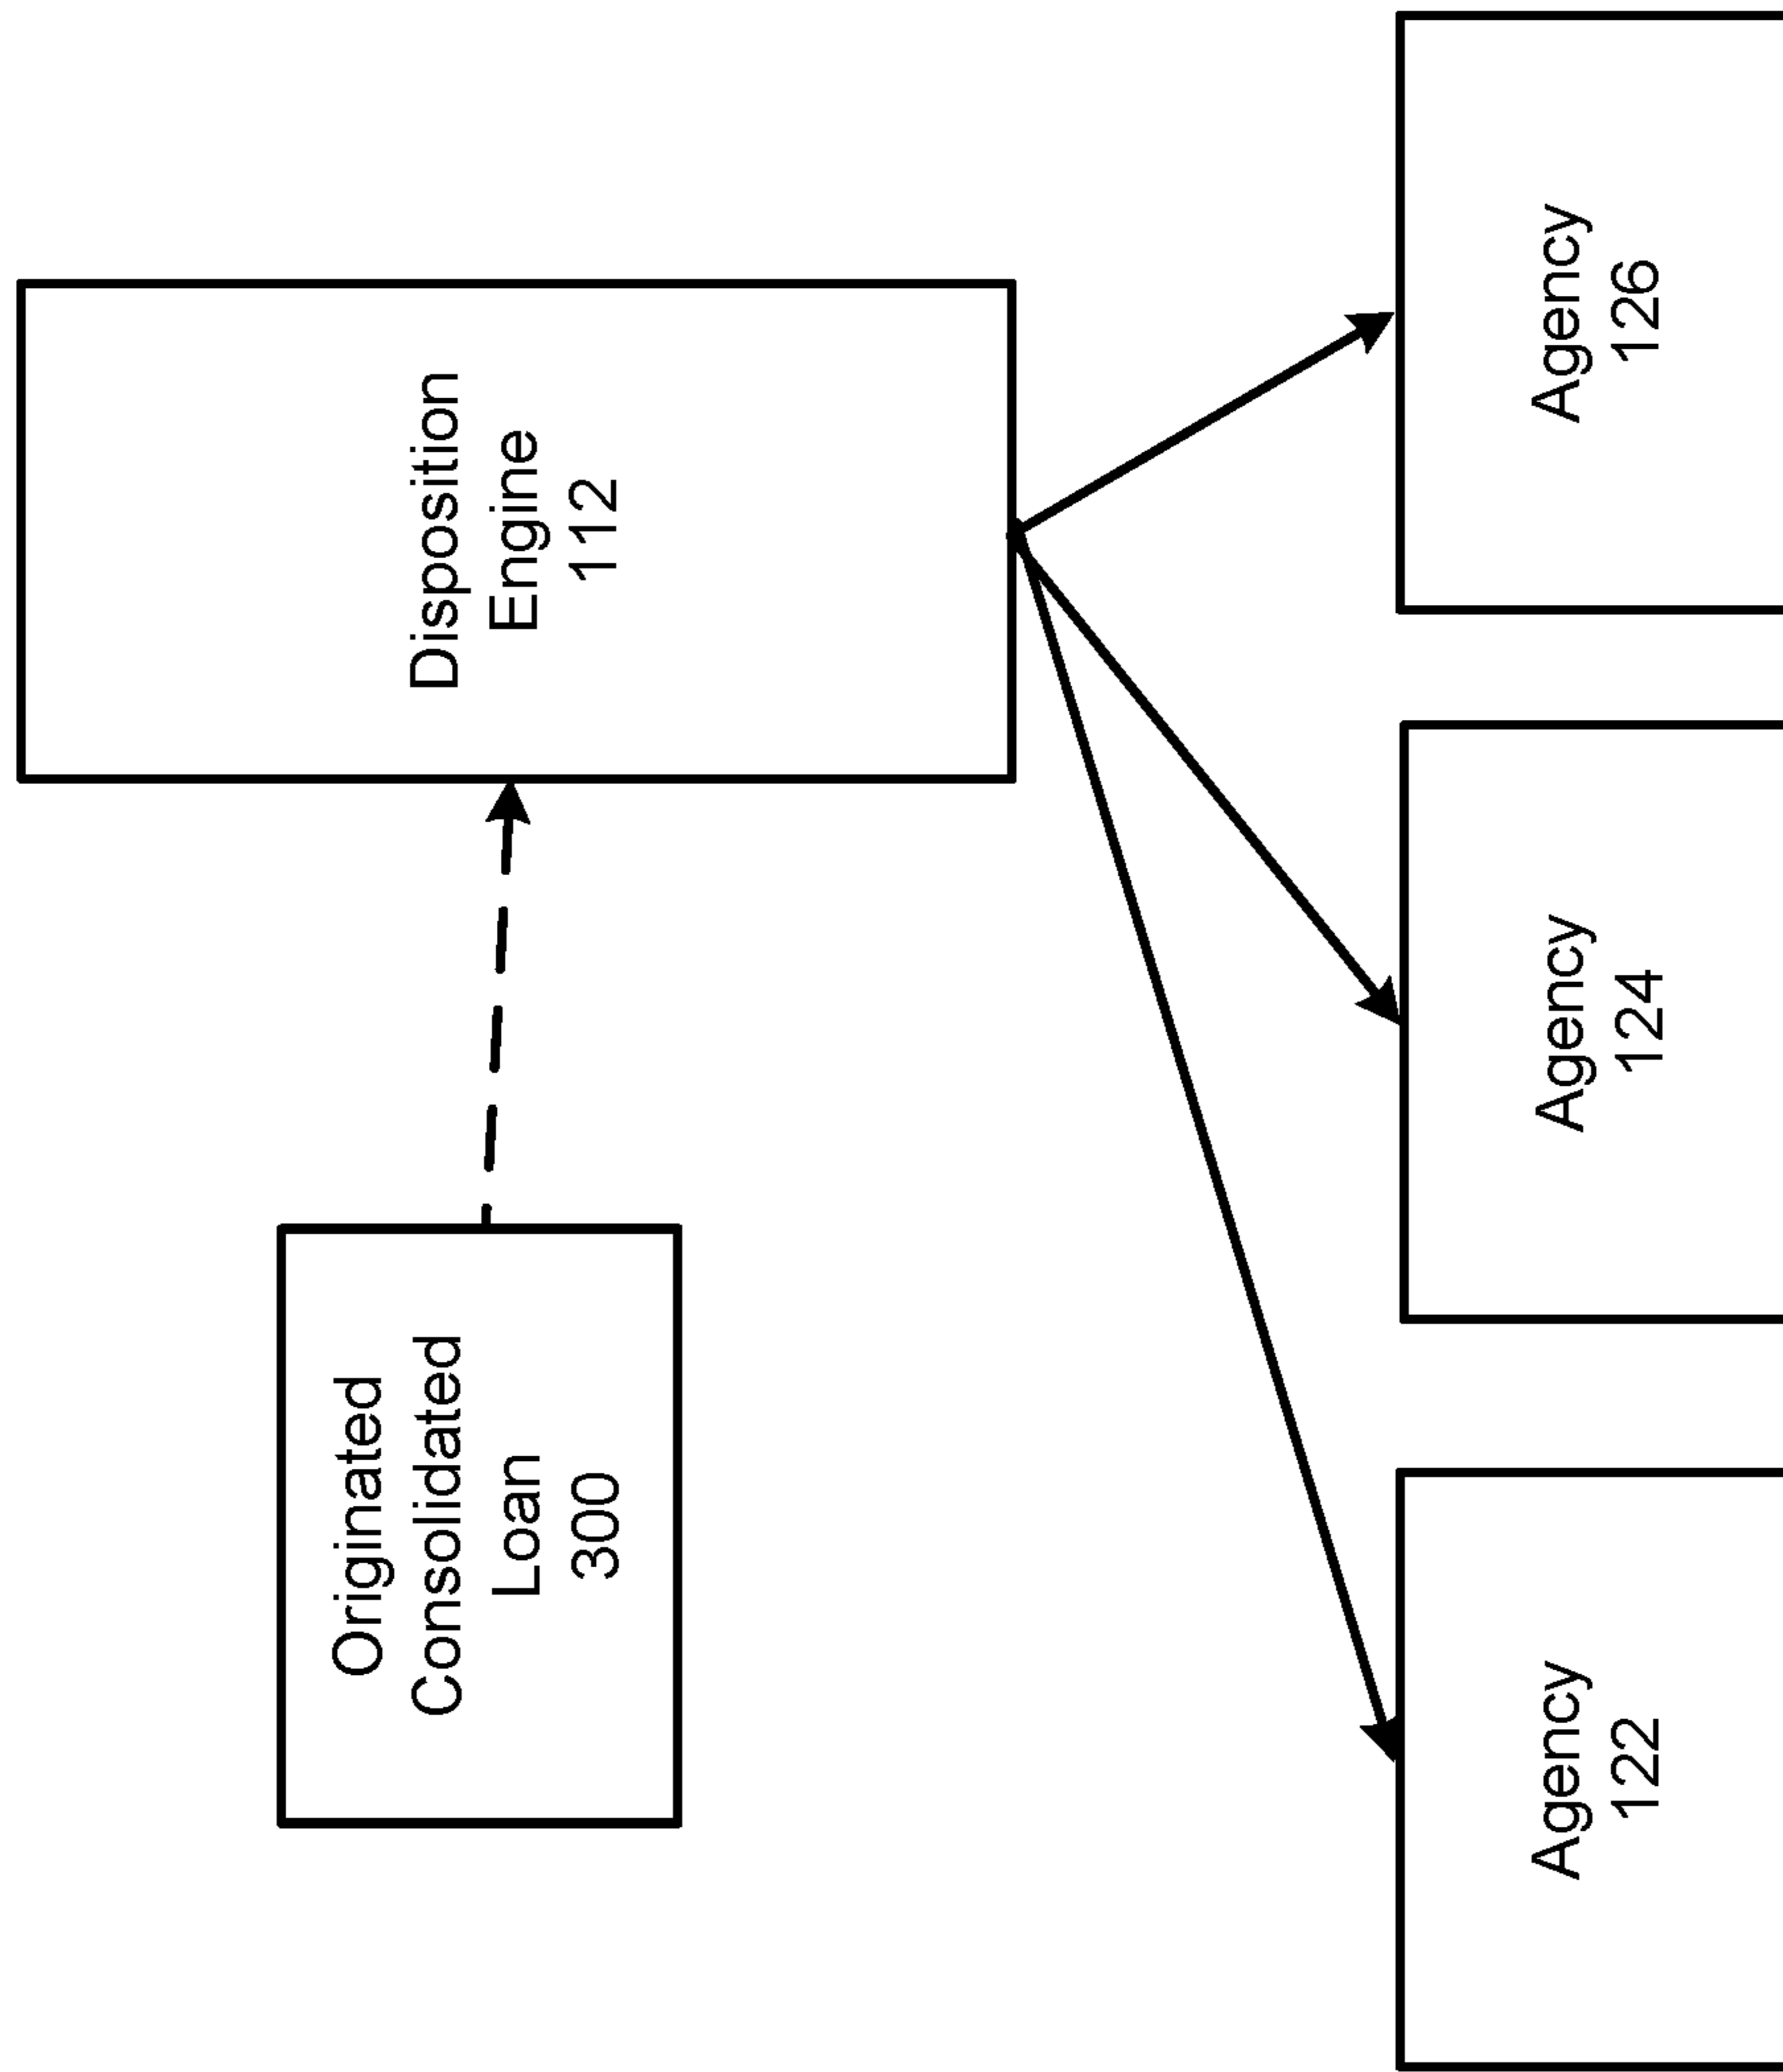 Originated
Consolidated
Loan
300
Disposition
Engine
112
Agency
122
Agency
124
Agency
126